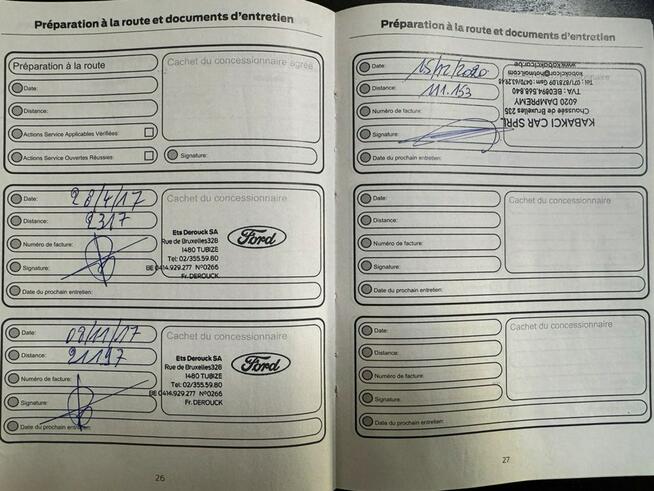 Préparation à la route et documents d'entretien
Préparation à la route
Date:
Distance:
Actions Service Applicables Vérifiées:
Actions Service Ouvertes Réussies:
Cachet du concessionnaire agréé
Signature:
Date: 28/4/17
Distance: 2317
Numéro de facture:
Signature:
Date du prochain entretien:
Cachet du concessionnaire
Ets Derouck SA
Rue de Bruxelles328
1480 TUBIZE
Tel: 02/355.59.80
BE 0414.929.277 N°0266
Fr. DEROUCK
Ford
Date: 08/11/17
Distance: 21197
Numéro de facture:
Signature:
Date du prochain entretien:
Cachet du concessionnaire
Ets Derouck SA
Rue de Bruxelles328
1480 TUBIZE
Tel: 02/355.59.80
BE 0414.929.277 N°0266
Fr. DEROUCK
Ford
26
Préparation à la route et documents d'entretien
Date: 15/12/2020
Distance: 111.153
Numéro de facture:
Signature:
Date du prochain entretien:
KABAKCI CAR SPRL
Chaussée de Bruxelles 235
6020 DAMPREMY
TVA: BE0894.568.840
Date:
Distance:
Numéro de facture:
Signature:
Date du prochain entretien:
Cachet du concessionnaire
Date:
Distance:
Numéro de facture:
Signature:
Date du prochain entretien:
Cachet du concessionnaire
27